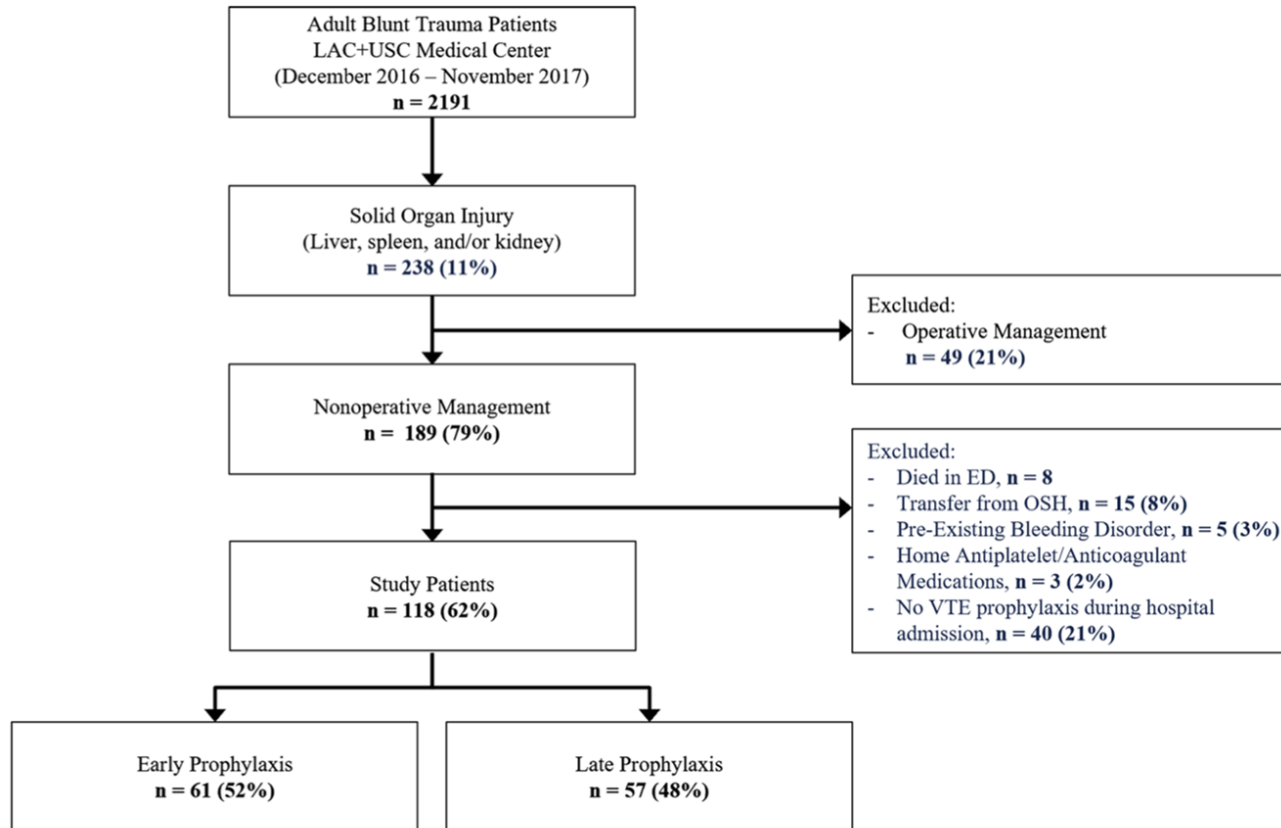 Adult Blunt Trauma Patients
LAC+USC Medical Center
(December 2016 – November 2017)
n = 2191
Solid Organ Injury
(Liver, spleen, and/or kidney)
n = 238 (11%)
Excluded:
- Operative Management
n = 49 (21%)
Nonoperative Management
n = 189 (79%)
Excluded:
- Died in ED, n = 8
- Transfer from OSH, n = 15 (8%)
- Pre-Existing Bleeding Disorder, n = 5 (3%)
- Home Antiplatelet/Anticoagulant
Medications, n = 3 (2%)
- No VTE prophylaxis during hospital
admission, n = 40 (21%)
Study Patients
n = 118 (62%)
Early Prophylaxis
n = 61 (52%)
Late Prophylaxis
n = 57 (48%)